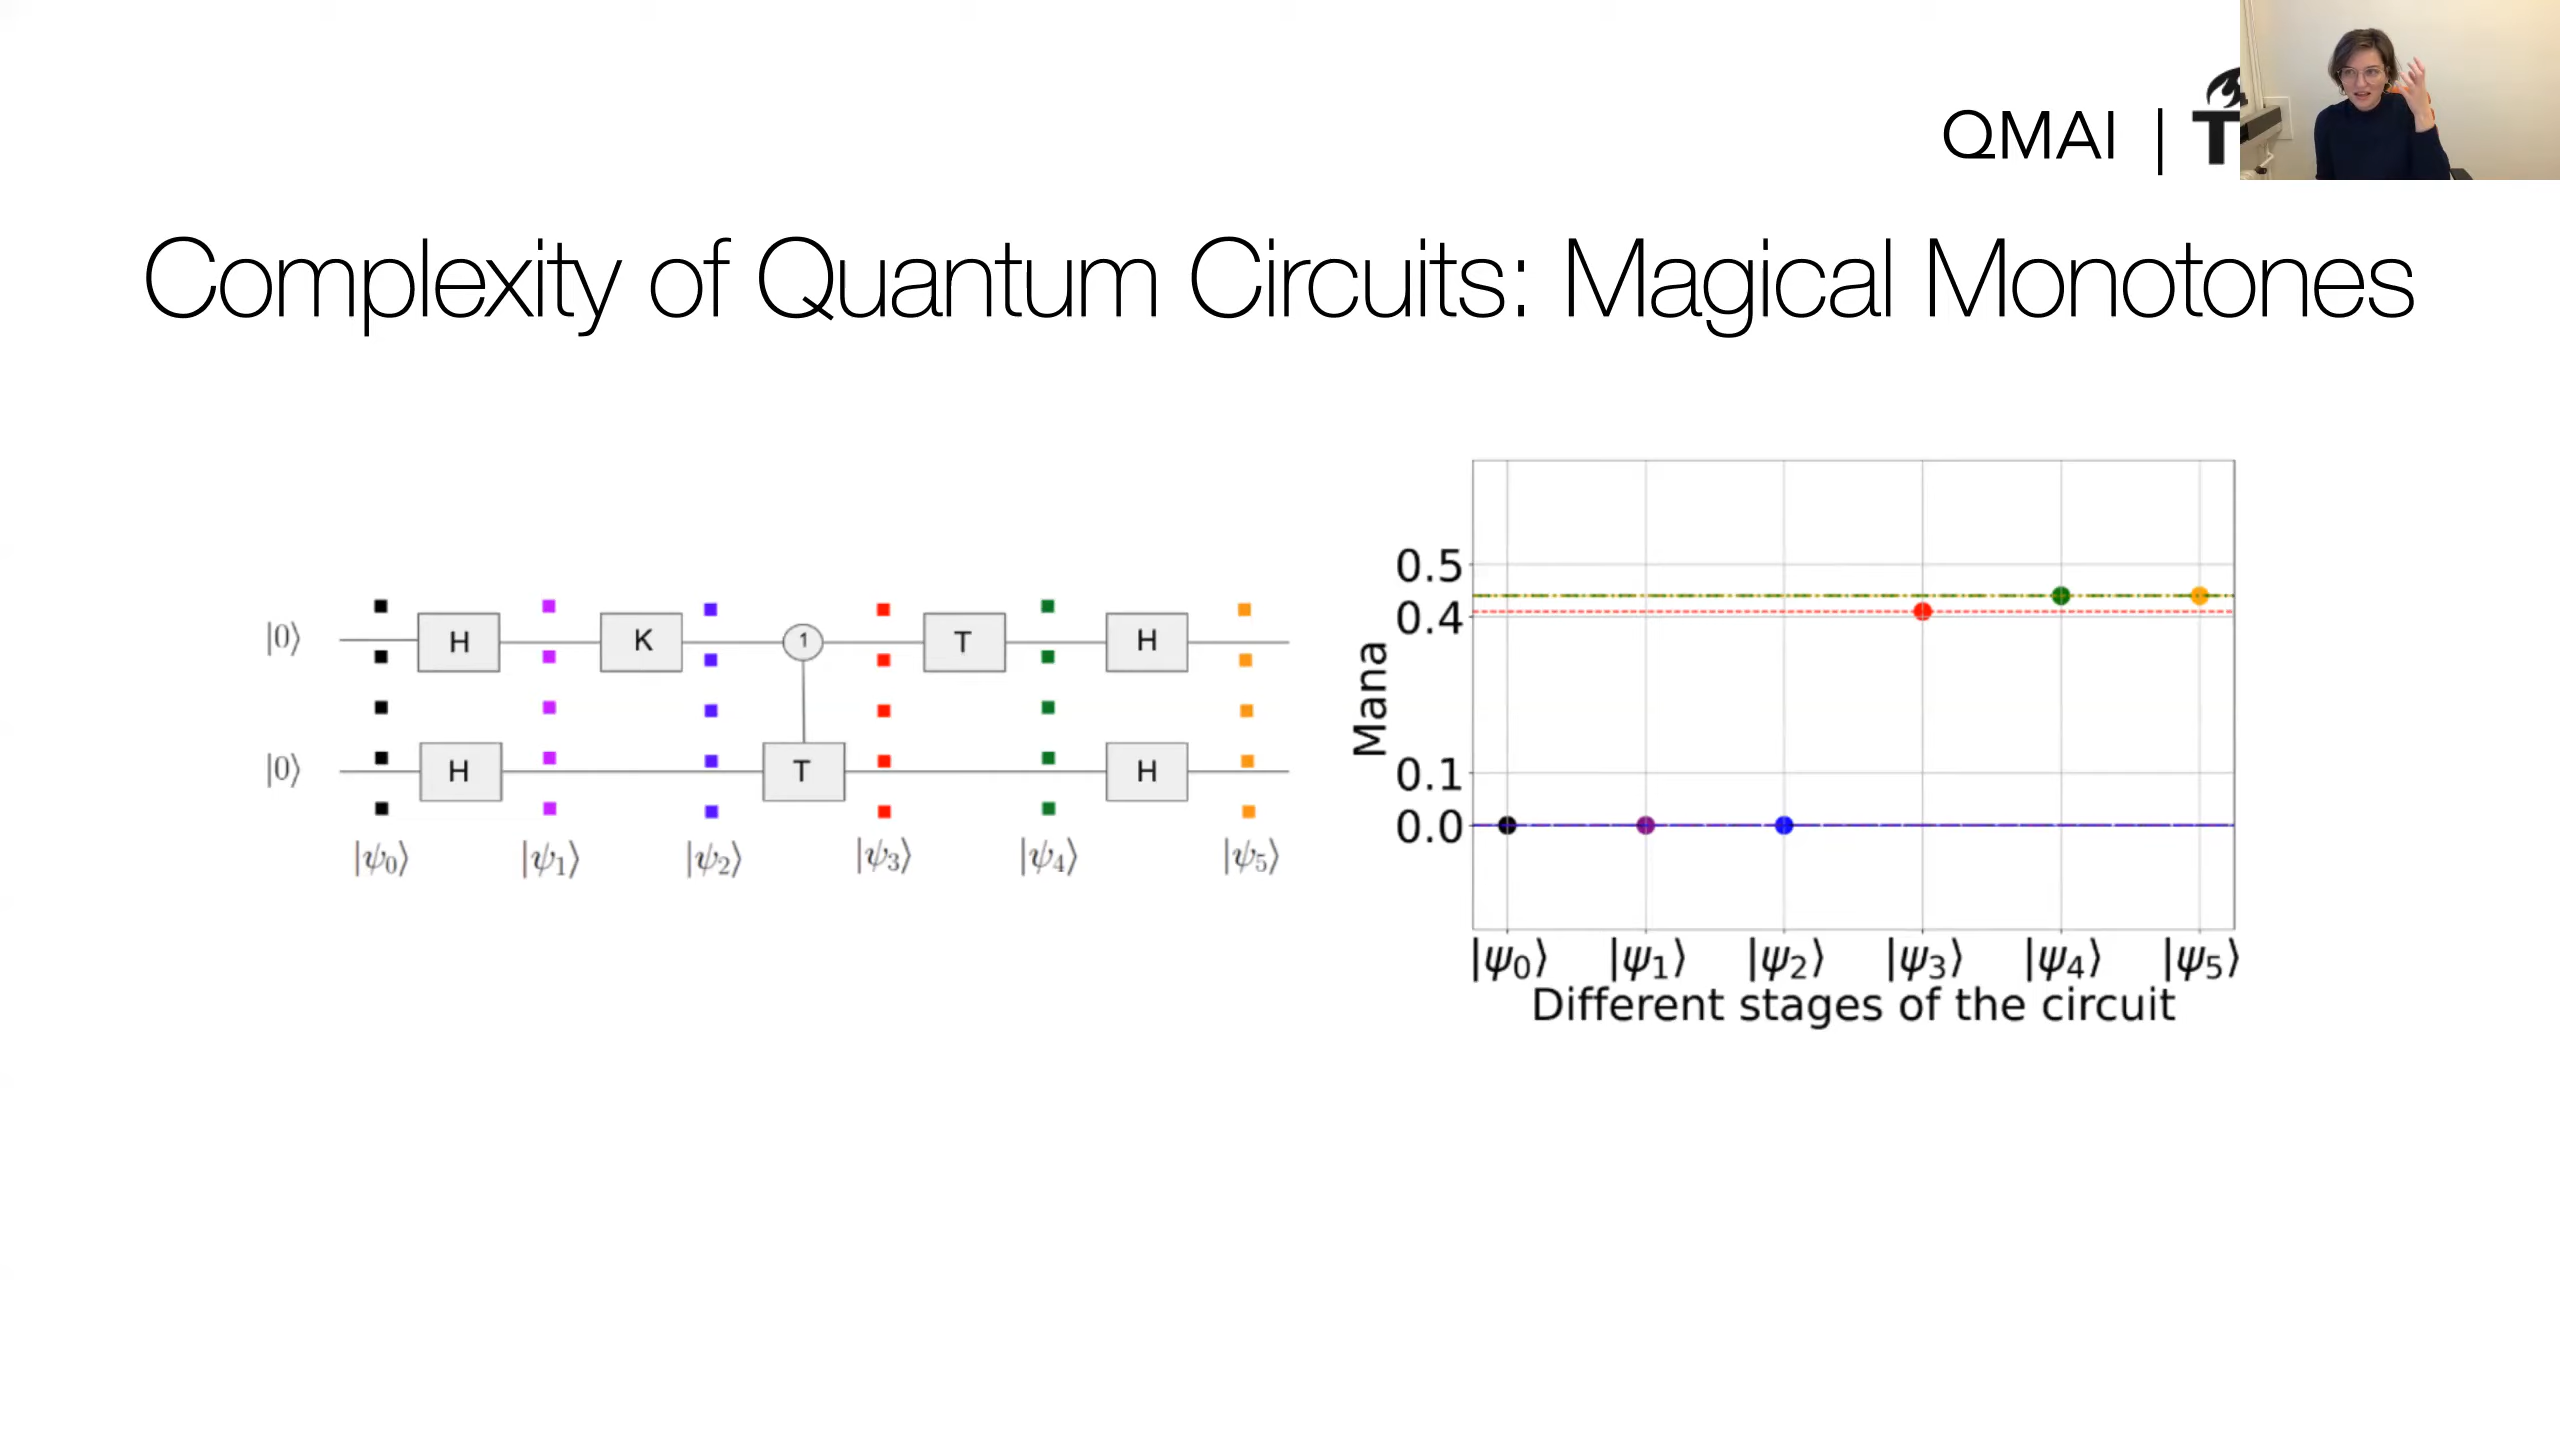 QMAI | T
Complexity of Quantum Circuits: Magical Monotones
|0⟩ H K 1 T H
|0⟩ H T H
|ψ0⟩ |ψ1⟩ |ψ2⟩ |ψ3⟩ |ψ4⟩ |ψ5⟩
Mana
0.5
0.4
0.1
0.0
|ψ0⟩ |ψ1⟩ |ψ2⟩ |ψ3⟩ |ψ4⟩ |ψ5⟩
Different stages of the circuit